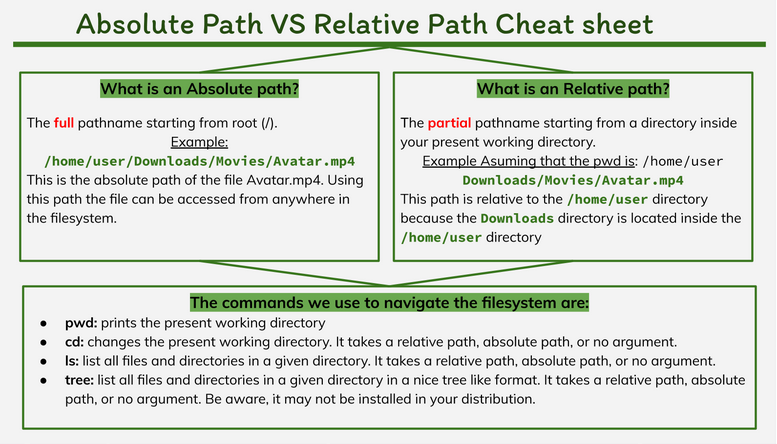 Absolute Path VS Relative Path Cheat sheet
What is an Absolute path?
The full pathname starting from root (/).
Example:
/home/user/Downloads/Movies/Avatar.mp4
This is the absolute path of the file Avatar.mp4. Using
this path the file can be accessed from anywhere in
the filesystem.
What is an Relative path?
The partial pathname starting from a directory inside
your present working directory.
Example Asuming that the pwd is: /home/user
Downloads/Movies/Avatar.mp4
This path is relative to the /home/user directory
because the Downloads directory is located inside the
/home/user directory
The commands we use to navigate the filesystem are:
● pwd: prints the present working directory
● cd: changes the present working directory. It takes a relative path, absolute path, or no argument.
● ls: list all files and directories in a given directory. It takes a relative path, absolute path, or no argument.
● tree: list all files and directories in a given directory in a nice tree like format. It takes a relative path, absolute
path, or no argument. Be aware, it may not be installed in your distribution.